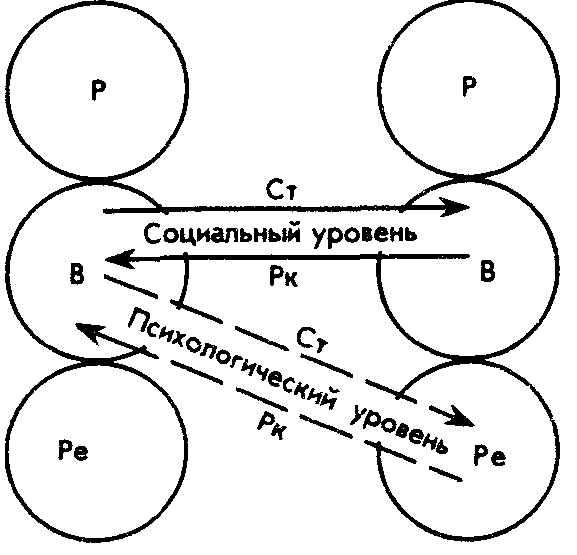 Р
Р
Ст
Социальный уровень
В
Рк
В
Ст
Психологический уровень
Рк
Ре
Ре